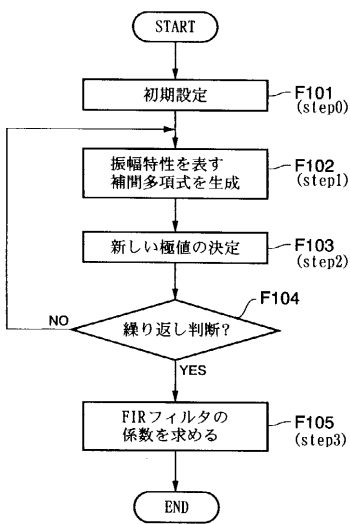 START
初期設定
F101
(step0)
振幅特性を表す
補間多項式を生成
F102
(step1)
新しい極値の決定
F103
(step2)
F104
繰り返し判断?
NO
YES
FIRフィルタの
係数を求める
F105
(step3)
END